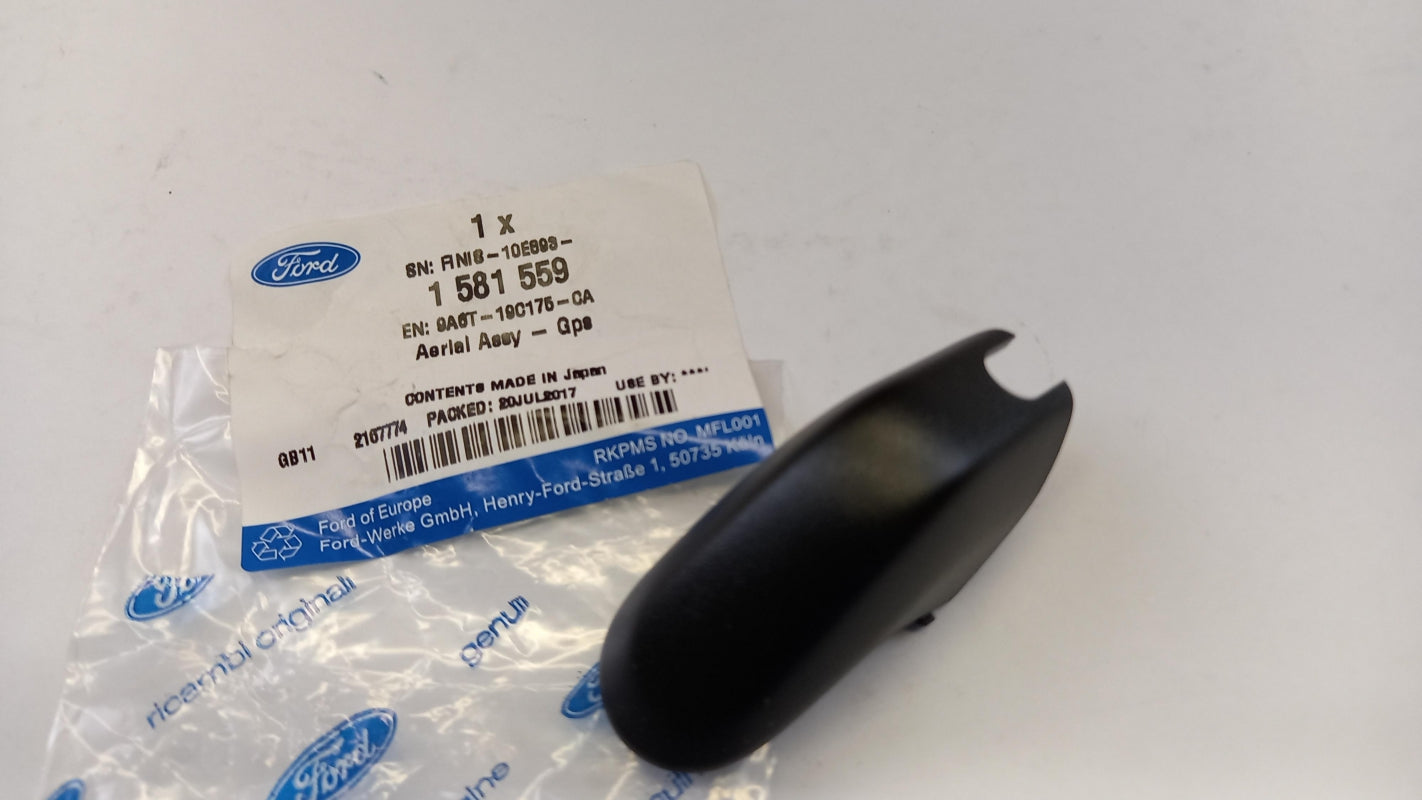 1 x
Ford
SN: FINIS-10E893-
1 581 559
EN: 9A6T-19C175-CA
Aerial Assy - Gps
CONTENTS MADE IN Japan
PACKED: 20JUL2017 USE BY: ****
GB11 2167774
RKPMS NO. MFL001
Ford of Europe
Ford-Werke GmbH, Henry-Ford-Straße 1, 50735 Köln
Ford
ricambi originali
genuin
Ford